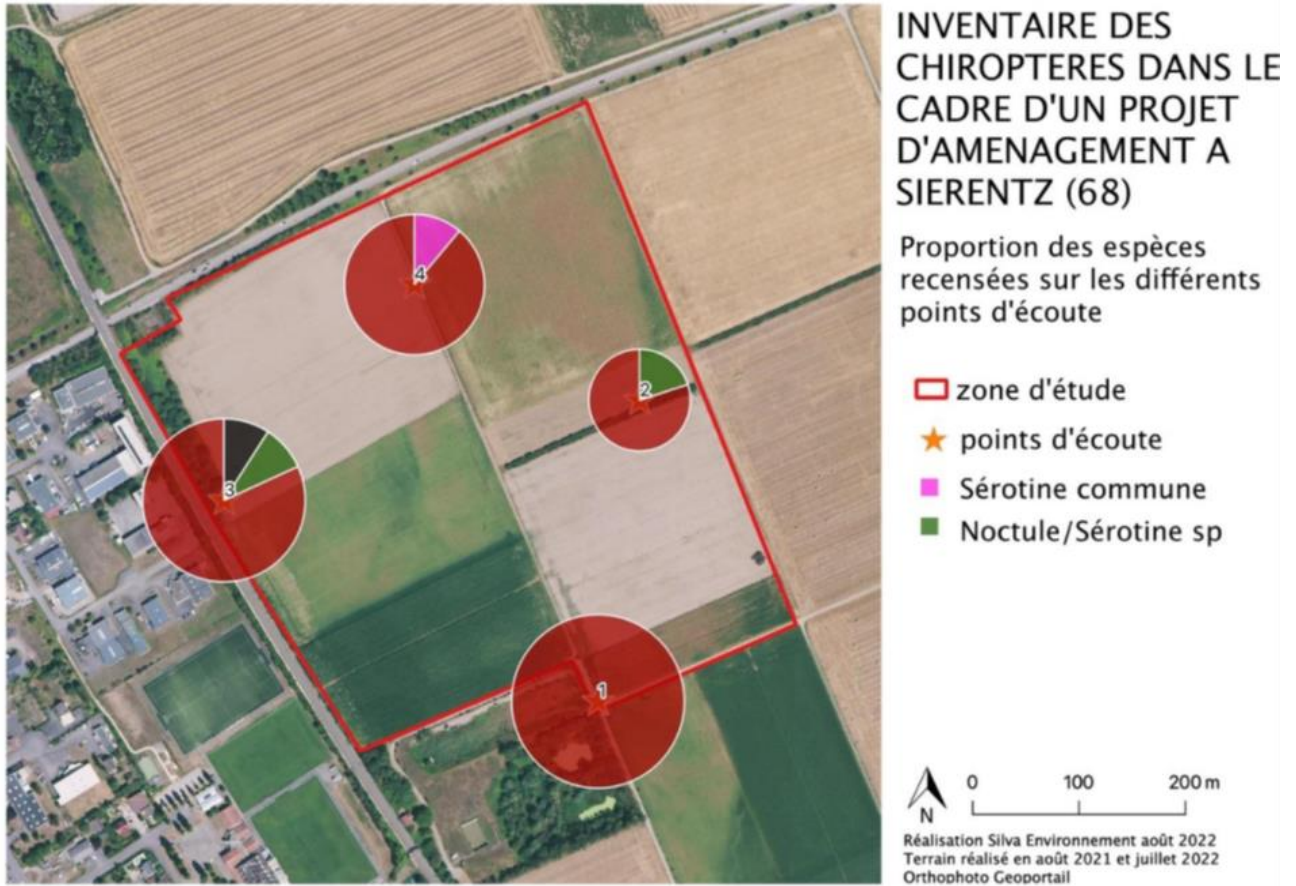 INVENTAIRE DES
CHIROPTERES DANS LE
CADRE D'UN PROJET
D'AMENAGEMENT A
SIERENTZ (68)
Proportion des espèces
recensées sur les différents
points d'écoute
zone d'étude
points d'écoute
Sérotine commune
Noctule/Sérotine sp
4
2
3
1
N
0 100 200 m
Réalisation Silva Environnement août 2022
Terrain réalisé en août 2021 et juillet 2022
Orthophoto Geoportail